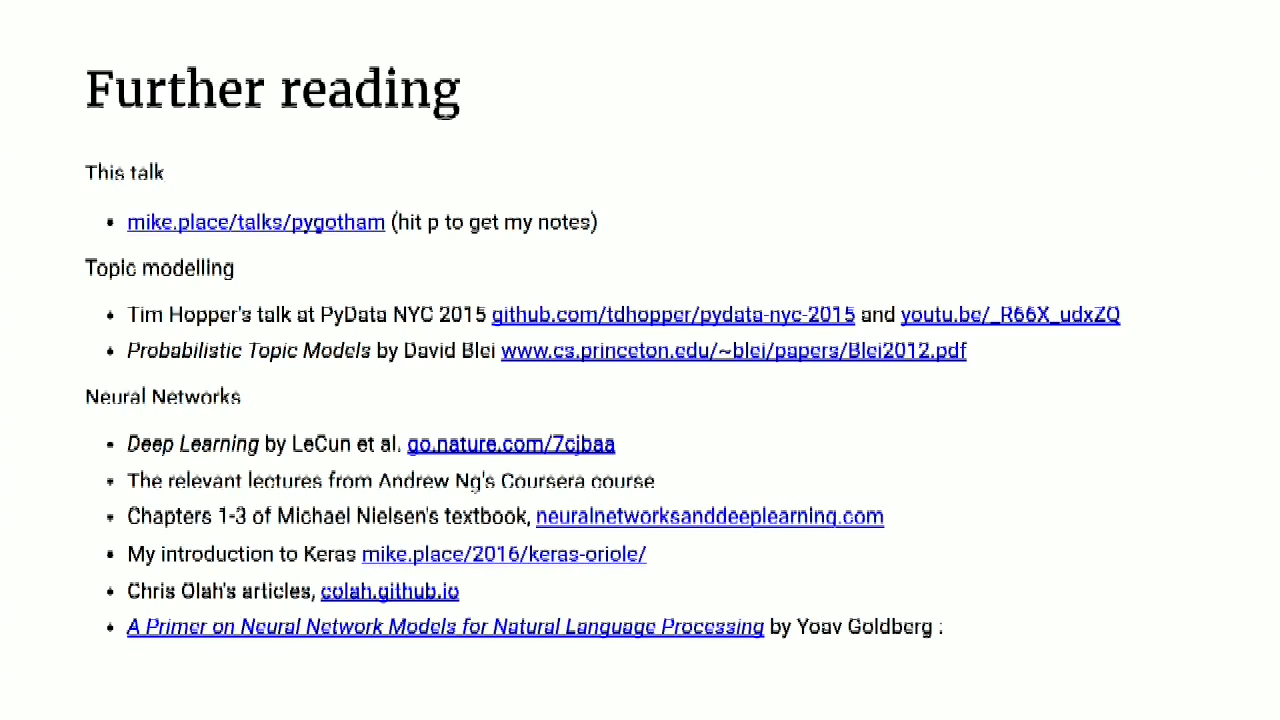 Further reading
This talk
• mike.place/talks/pygotham (hit p to get my notes)
Topic modelling
• Tim Hopper's talk at PyData NYC 2015 github.com/tdhopper/pydata-nyc-2015 and youtu.be/_R66X_udxZQ
• Probabilistic Topic Models by David Blei www.cs.princeton.edu/~blei/papers/Blei2012.pdf
Neural Networks
• Deep Learning by LeCun et al. go.nature.com/7cjbaa
• The relevant lectures from Andrew Ng's Coursera course
• Chapters 1-3 of Michael Nielsen's textbook, neuralnetworksanddeeplearning.com
• My introduction to Keras mike.place/2016/keras-oriole/
• Chris Olah's articles, colah.github.io
• A Primer on Neural Network Models for Natural Language Processing by Yoav Goldberg :